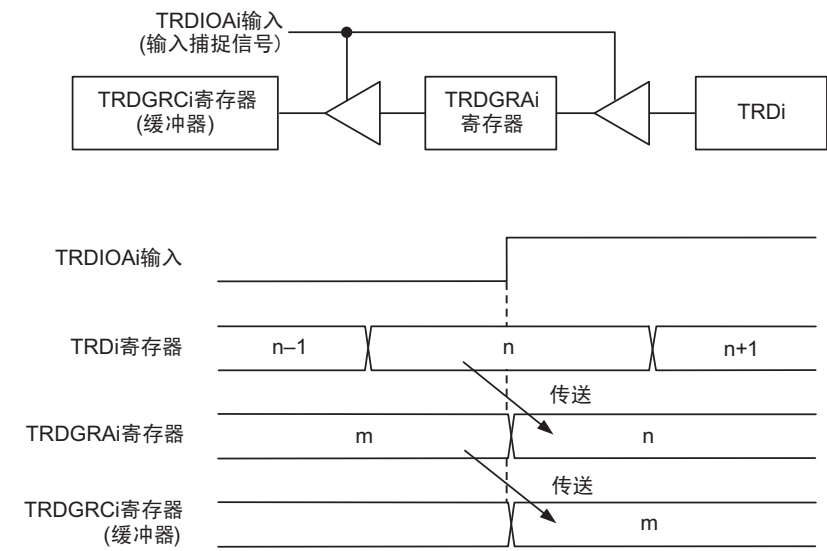 TRDIOAi输入
(输入捕捉信号)
TRDGRCi寄存器
(缓冲器)
TRDGRAi
寄存器
TRDi
TRDIOAi输入
TRDi寄存器
n–1
n
n+1
传送
TRDGRAi寄存器
m
n
传送
TRDGRCi寄存器
(缓冲器)
m